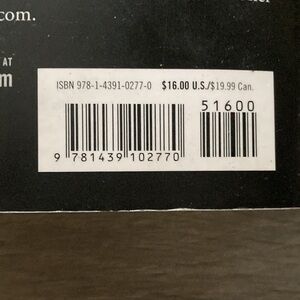 com.
AT
m
ISBN 978-1-4391-0277-0 $16.00 U.S./$19.99 Can.
51600
9 781439 102770